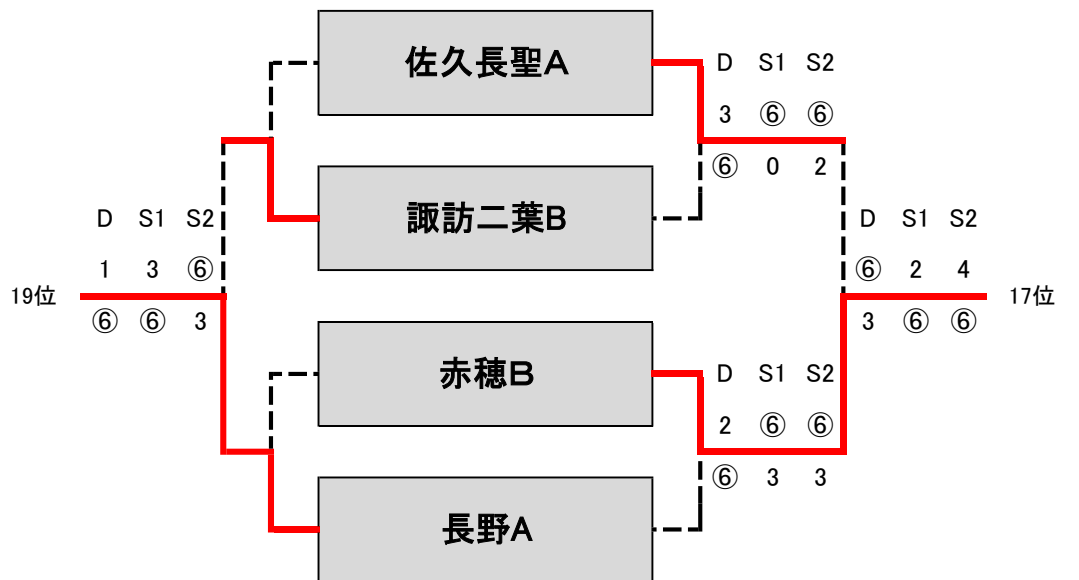 佐久長聖A
D S1 S2
3 ⑥ ⑥
⑥ 0 2
諏訪二葉B
D S1 S2
1 3 ⑥
19位
⑥ ⑥ 3
D S1 S2
⑥ 2 4
17位
3 ⑥ ⑥
赤穂B
D S1 S2
2 ⑥ ⑥
⑥ 3 3
長野A